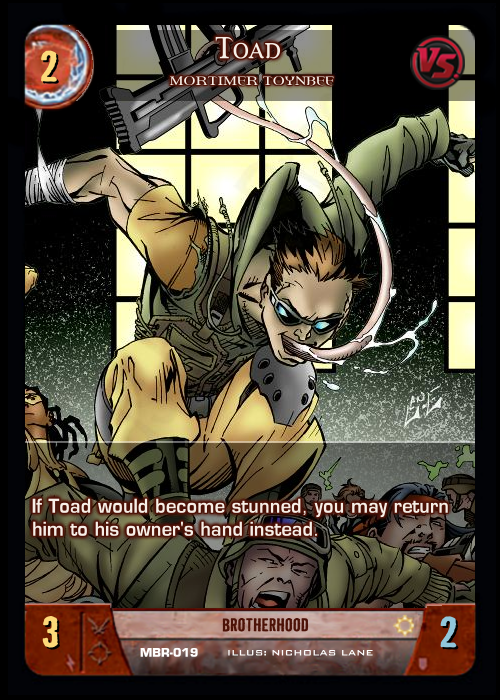 2
TOAD
VS
MORTIMER TOYNBEE
If Toad would become stunned, you may return
him to his owner's hand instead.
3
BROTHERHOOD
2
MBR-019 ILLUS: NICHOLAS LANE